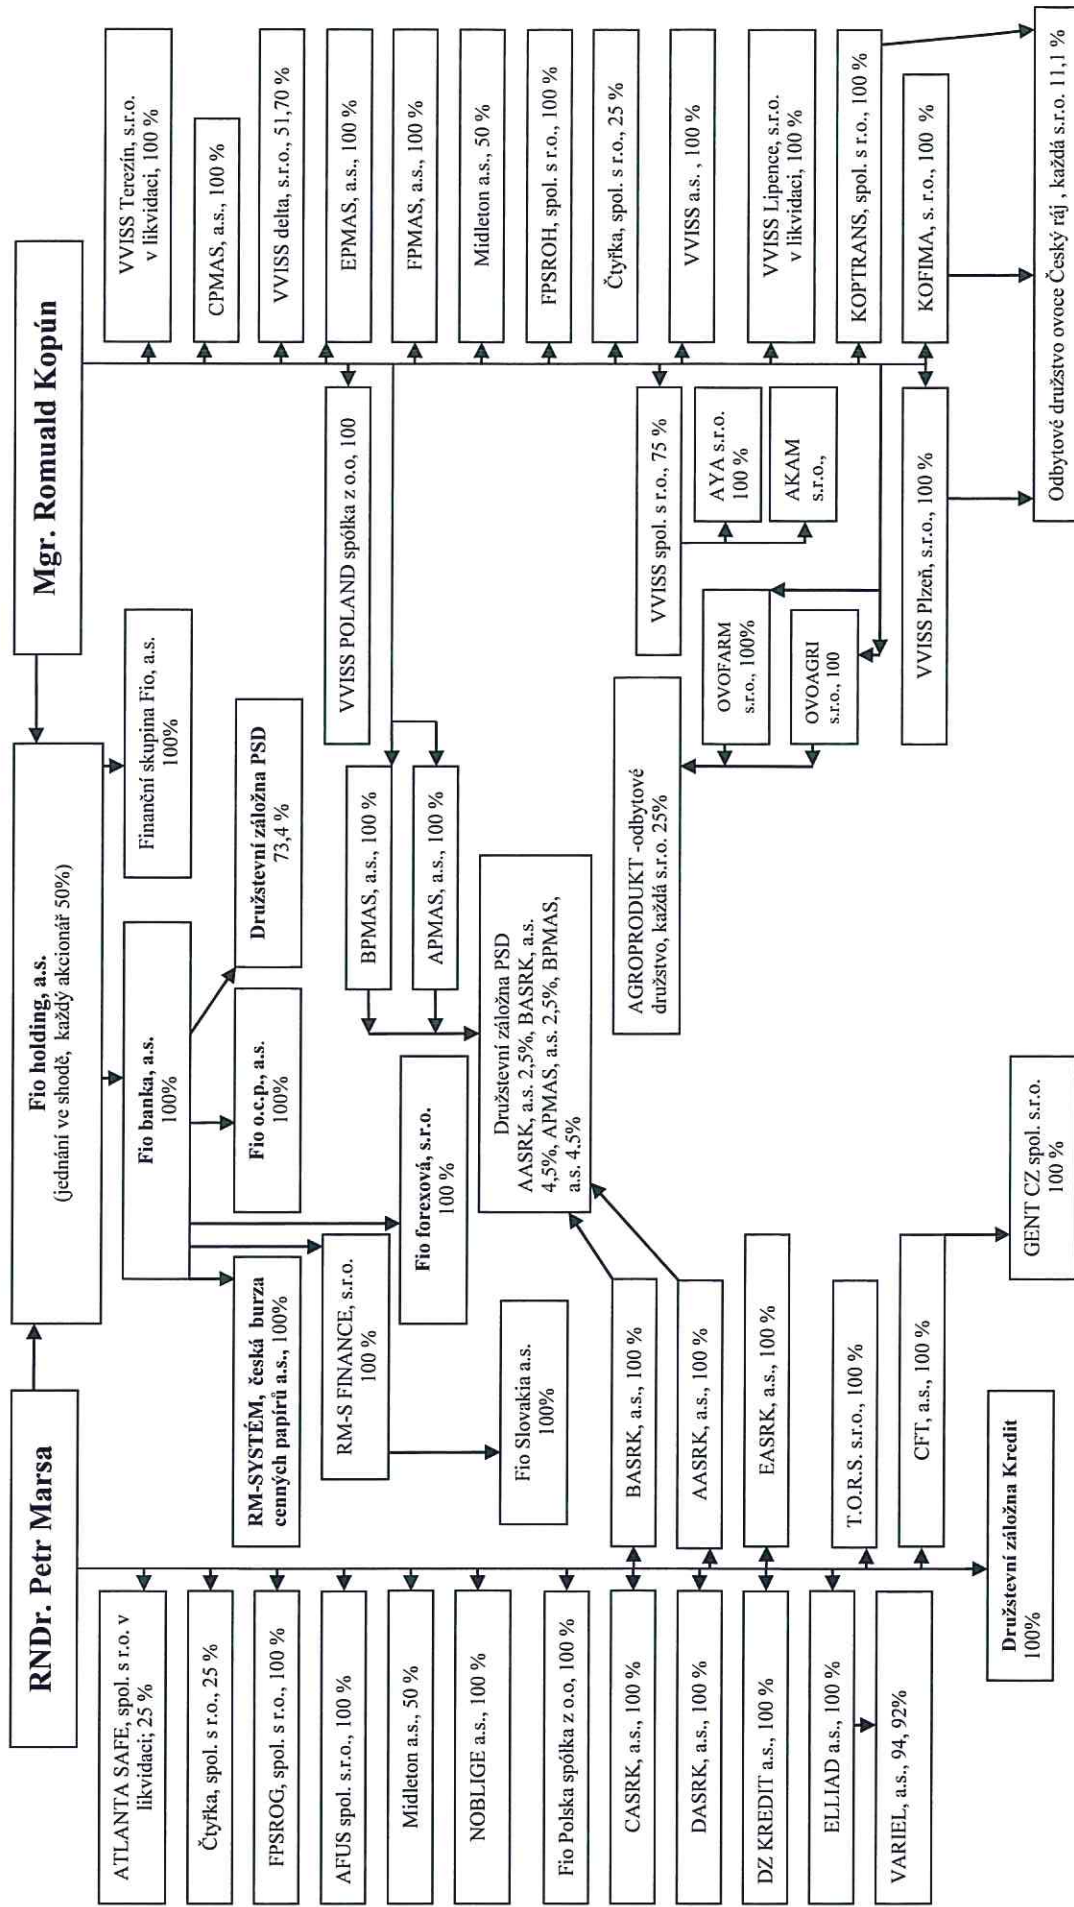 RNDr. Petr Marsa
Fio holding, a.s.
(jednání ve shodě, každý akcionář 50%)
Mgr. Romuald Kopún
Fio banka, a.s.
100%
Finanční skupina Fio, a.s.
100%
RM-SYSTÉM, česká burza
cenných papírů a.s., 100%
Fio o.c.p., a.s.
100%
Družstevní záložna PSD
73,4 %
RM-S FINANCE, s.r.o.
100 %
Fio forexová, s.r.o.
100 %
Fio Slovakia a.s.
100%
ATLANTA SAFE, spol. s r.o. v
likvidaci; 25 %
Čtyřka, spol. s r.o., 25 %
FPSROG, spol. s r.o., 100 %
AFUS spol. s.r.o., 100 %
Midleton a.s., 50 %
NOBLIGE a.s., 100 %
Fio Polska spólka z o.o, 100 %
CASRK, a.s., 100 %
DASRK, a.s., 100 %
DZ KREDIT a.s., 100 %
ELLIAD a.s., 100 %
VARIEL, a.s., 94, 92%
BASRK, a.s., 100 %
AASRK, a.s., 100 %
EASRK, a.s., 100 %
T.O.R.S. s.r.o., 100 %
CFT, a.s., 100 %
Družstevní záložna Kredit
100%
GENT CZ spol. s.r.o.
100 %
Družstevní záložna PSD
AASRK, a.s. 2,5%, BASRK, a.s.
4,5%, APMAS, a.s. 2,5%, BPMAS,
a.s. 4.5%
BPMAS, a.s., 100 %
APMAS, a.s., 100 %
VVISS POLAND spółka z o.o, 100
AGROPRODUKT -odbytové
družstvo, každá s.r.o. 25%
OVOFARM
s.r.o., 100%
OVOAGRI
s.r.o., 100
VVISS spol. s r.o., 75 %
AYA s.r.o.
100 %
AKAM
s.r.o.,
VVISS Plzeň, s.r.o., 100 %
VVISS Terezín, s.r.o.
v likvidaci, 100 %
CPMAS, a.s., 100 %
VVISS delta, s.r.o., 51,70 %
EPMAS, a.s., 100 %
FPMAS, a.s., 100 %
Midleton a.s., 50 %
FPSROH, spol. s r.o., 100 %
Čtyřka, spol. s r.o., 25 %
VVISS a.s. , 100 %
VVISS Lipence, s.r.o.
v likvidaci, 100 %
KOPTRANS, spol. s r.o., 100 %
KOFIMA, s. r.o., 100 %
Odbytové družstvo ovoce Český ráj , každá s.r.o. 11,1 %